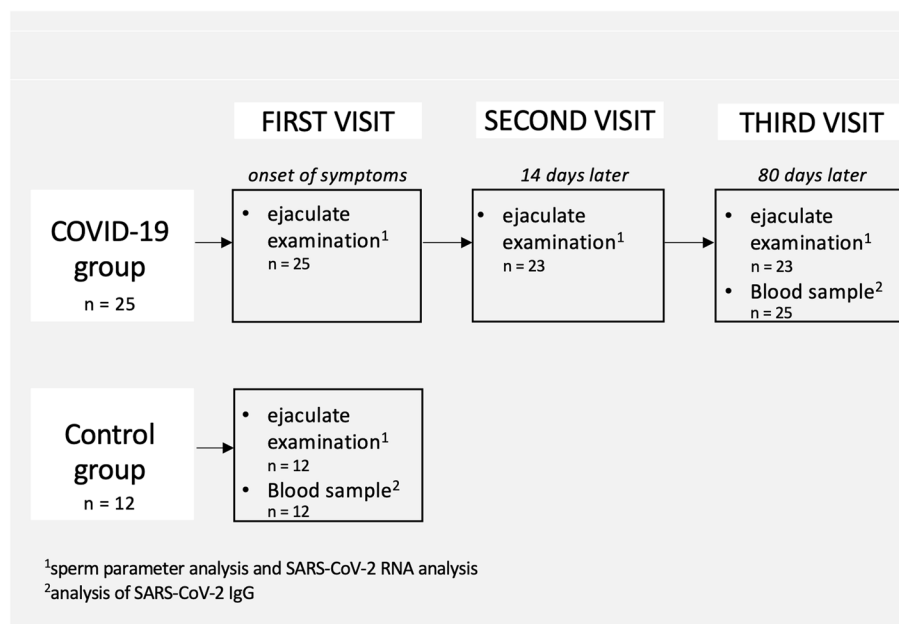 FIRST VISIT
SECOND VISIT
THIRD VISIT
onset of symptoms
14 days later
80 days later
COVID-19
group
n = 25
• ejaculate
examination¹
n = 25
• ejaculate
examination¹
n = 23
• ejaculate
examination¹
n = 23
• Blood sample²
n = 25
Control
group
n = 12
• ejaculate
examination¹
n = 12
• Blood sample²
n = 12
¹sperm parameter analysis and SARS-CoV-2 RNA analysis
²analysis of SARS-CoV-2 IgG